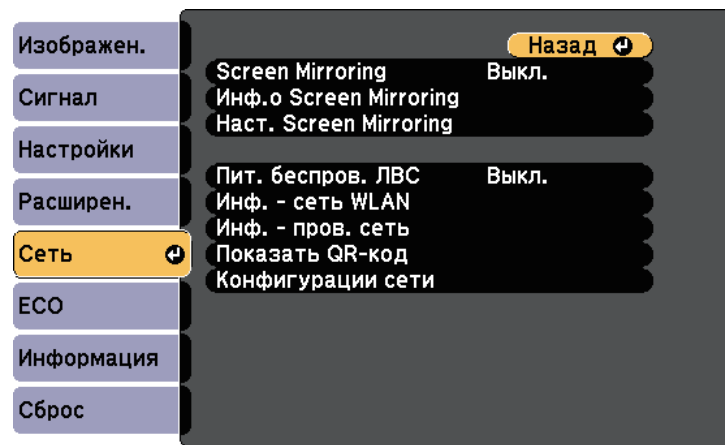 Изображен.
Сигнал
Настройки
Расширен.
Сеть
ECO
Информация
Сброс
Назад
Screen Mirroring Выкл.
Инф.о Screen Mirroring
Наст. Screen Mirroring
Пит. беспров. ЛВС Выкл.
Инф. - сеть WLAN
Инф. - пров. сеть
Показать QR-код
Конфигурации сети